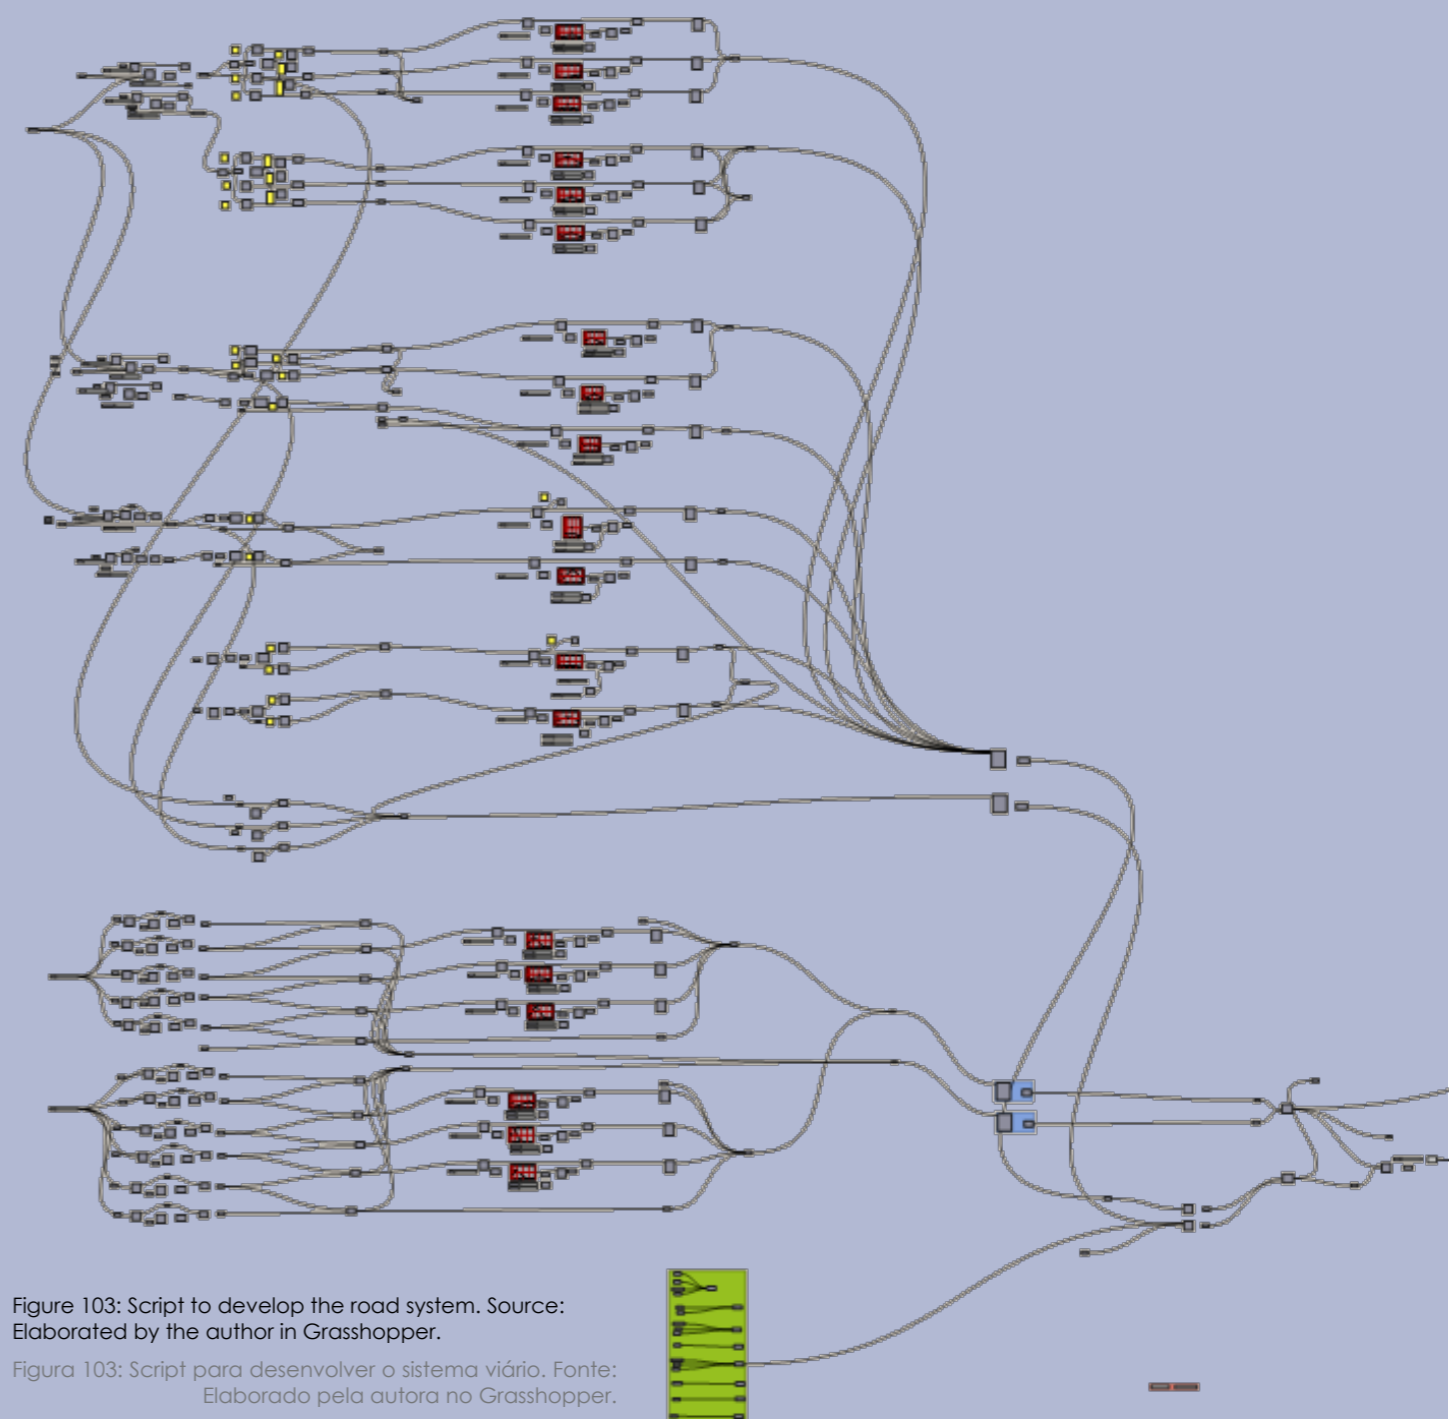 Figure 103: Script to develop the road system. Source:
Elaborated by the author in Grasshopper.
Figura 103: Script para desenvolver o sistema viário. Fonte:
Elaborado pela autora no Grasshopper.